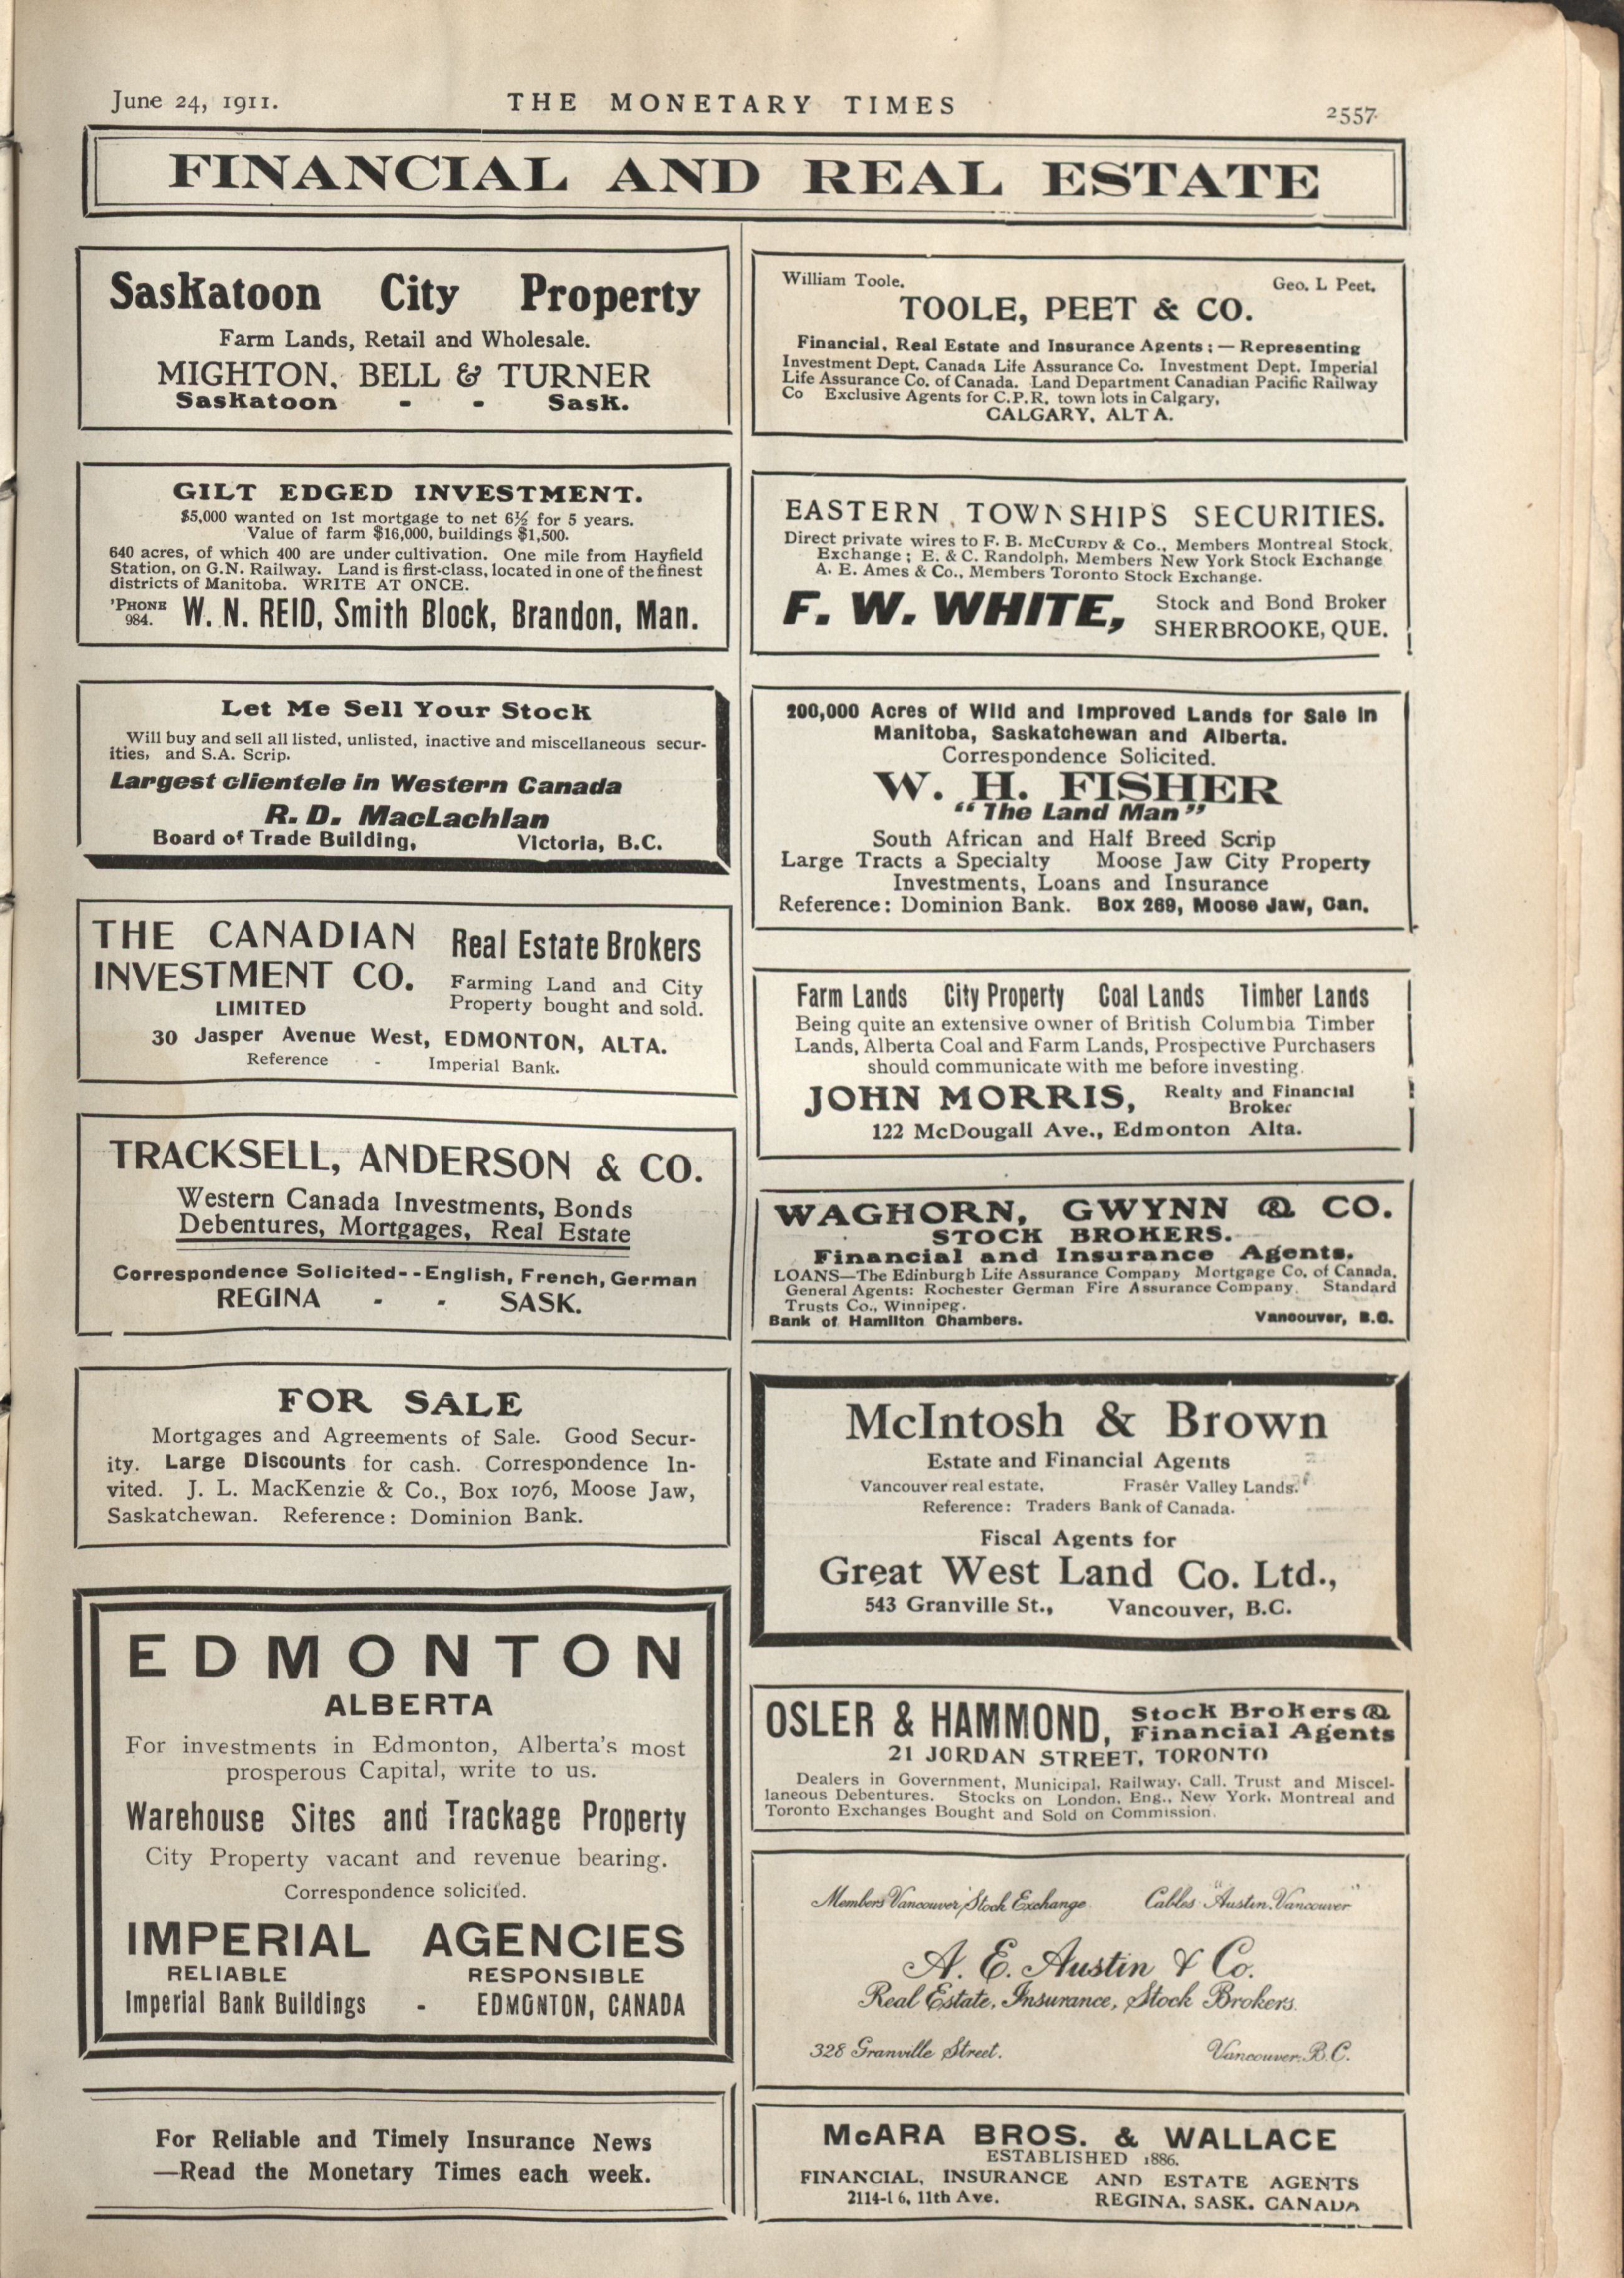 June 24, 1911.
THE MONETARY TIMES
2557
FINANCIAL AND REAL ESTATE
Saskatoon City Property
Farm Lands, Retail and Wholesale.
MIGHTON, BELL & TURNER
Saskatoon - - Sask.
GILT EDGED INVESTMENT.
$5,000 wanted on 1st mortgage to net 6½ for 5 years.
Value of farm $16,000, buildings $1,500.
640 acres, of which 400 are under cultivation. One mile from Hayfield
Station, on G.N. Railway. Land is first-class, located in one of the finest
districts of Manitoba. WRITE AT ONCE.
'PHONE 984. W. N. REID, Smith Block, Brandon, Man.
Let Me Sell Your Stock
Will buy and sell all listed, unlisted, inactive and miscellaneous secur-
ities, and S.A. Scrip.
Largest clientele in Western Canada
R. D. MacLachlan
Board of Trade Building, Victoria, B.C.
THE CANADIAN
INVESTMENT CO.
LIMITED
Real Estate Brokers
Farming Land and City
Property bought and sold.
30 Jasper Avenue West, EDMONTON, ALTA.
Reference - Imperial Bank.
TRACKSELL, ANDERSON & CO.
Western Canada Investments, Bonds
Debentures, Mortgages, Real Estate
Correspondence Solicited--English, French, German
REGINA - - SASK.
FOR SALE
Mortgages and Agreements of Sale. Good Secur-
ity. Large Discounts for cash. Correspondence In-
vited. J. L. MacKenzie & Co., Box 1076, Moose Jaw,
Saskatchewan. Reference: Dominion Bank.
EDMONTON
ALBERTA
For investments in Edmonton, Alberta's most
prosperous Capital, write to us.
Warehouse Sites and Trackage Property
City Property vacant and revenue bearing.
Correspondence solicited.
IMPERIAL AGENCIES
RELIABLE RESPONSIBLE
Imperial Bank Buildings - EDMONTON, CANADA
For Reliable and Timely Insurance News
—Read the Monetary Times each week.
William Toole. Geo. L Peet.
TOOLE, PEET & CO.
Financial, Real Estate and Insurance Agents; — Representing
Investment Dept. Canada Life Assurance Co. Investment Dept. Imperial
Life Assurance Co. of Canada. Land Department Canadian Pacific Railway
Co Exclusive Agents for C.P.R. town lots in Calgary,
CALGARY, ALTA.
EASTERN TOWNSHIPS SECURITIES.
Direct private wires to F. B. McCURDY & Co., Members Montreal Stock
Exchange; E. & C. Randolph, Members New York Stock Exchange
A. E. Ames & Co., Members Toronto Stock Exchange.
F. W. WHITE,
Stock and Bond Broker
SHERBROOKE, QUE.
200,000 Acres of Wild and Improved Lands for Sale in
Manitoba, Saskatchewan and Alberta.
Correspondence Solicited.
W. H. FISHER
"The Land Man"
South African and Half Breed Scrip
Large Tracts a Specialty Moose Jaw City Property
Investments, Loans and Insurance
Reference: Dominion Bank. Box 269, Moose Jaw, Can.
Farm Lands City Property Coal Lands Timber Lands
Being quite an extensive owner of British Columbia Timber
Lands, Alberta Coal and Farm Lands, Prospective Purchasers
should communicate with me before investing.
JOHN MORRIS, Realty and Financial
Broker
122 McDougall Ave., Edmonton Alta.
WAGHORN, GWYNN & CO.
STOCK BROKERS.
Financial and Insurance Agents.
LOANS—The Edinburgh Life Assurance Company Mortgage Co. of Canada.
General Agents: Rochester German Fire Assurance Company. Standard
Trusts Co., Winnipeg.
Bank of Hamilton Chambers. Vancouver, B.C.
McIntosh & Brown
Estate and Financial Agents
Vancouver real estate, Fraser Valley Lands.
Reference: Traders Bank of Canada.
Fiscal Agents for
Great West Land Co. Ltd.,
543 Granville St., Vancouver, B.C.
OSLER & HAMMOND, Stock Brokers &
Financial Agents
21 JORDAN STREET, TORONTO
Dealers in Government, Municipal, Railway, Call, Trust and Miscel-
laneous Debentures. Stocks on London, Eng., New York, Montreal and
Toronto Exchanges Bought and Sold on Commission.
Members Vancouver Stock Exchange Cables "Austin, Vancouver"
A. E. Austin & Co.
Real Estate, Insurance, Stock Brokers.
328 Granville Street. Vancouver, B.C.
McARA BROS. & WALLACE
ESTABLISHED 1886.
FINANCIAL, INSURANCE AND ESTATE AGENTS
2114-16, 11th Ave. REGINA, SASK. CANADA